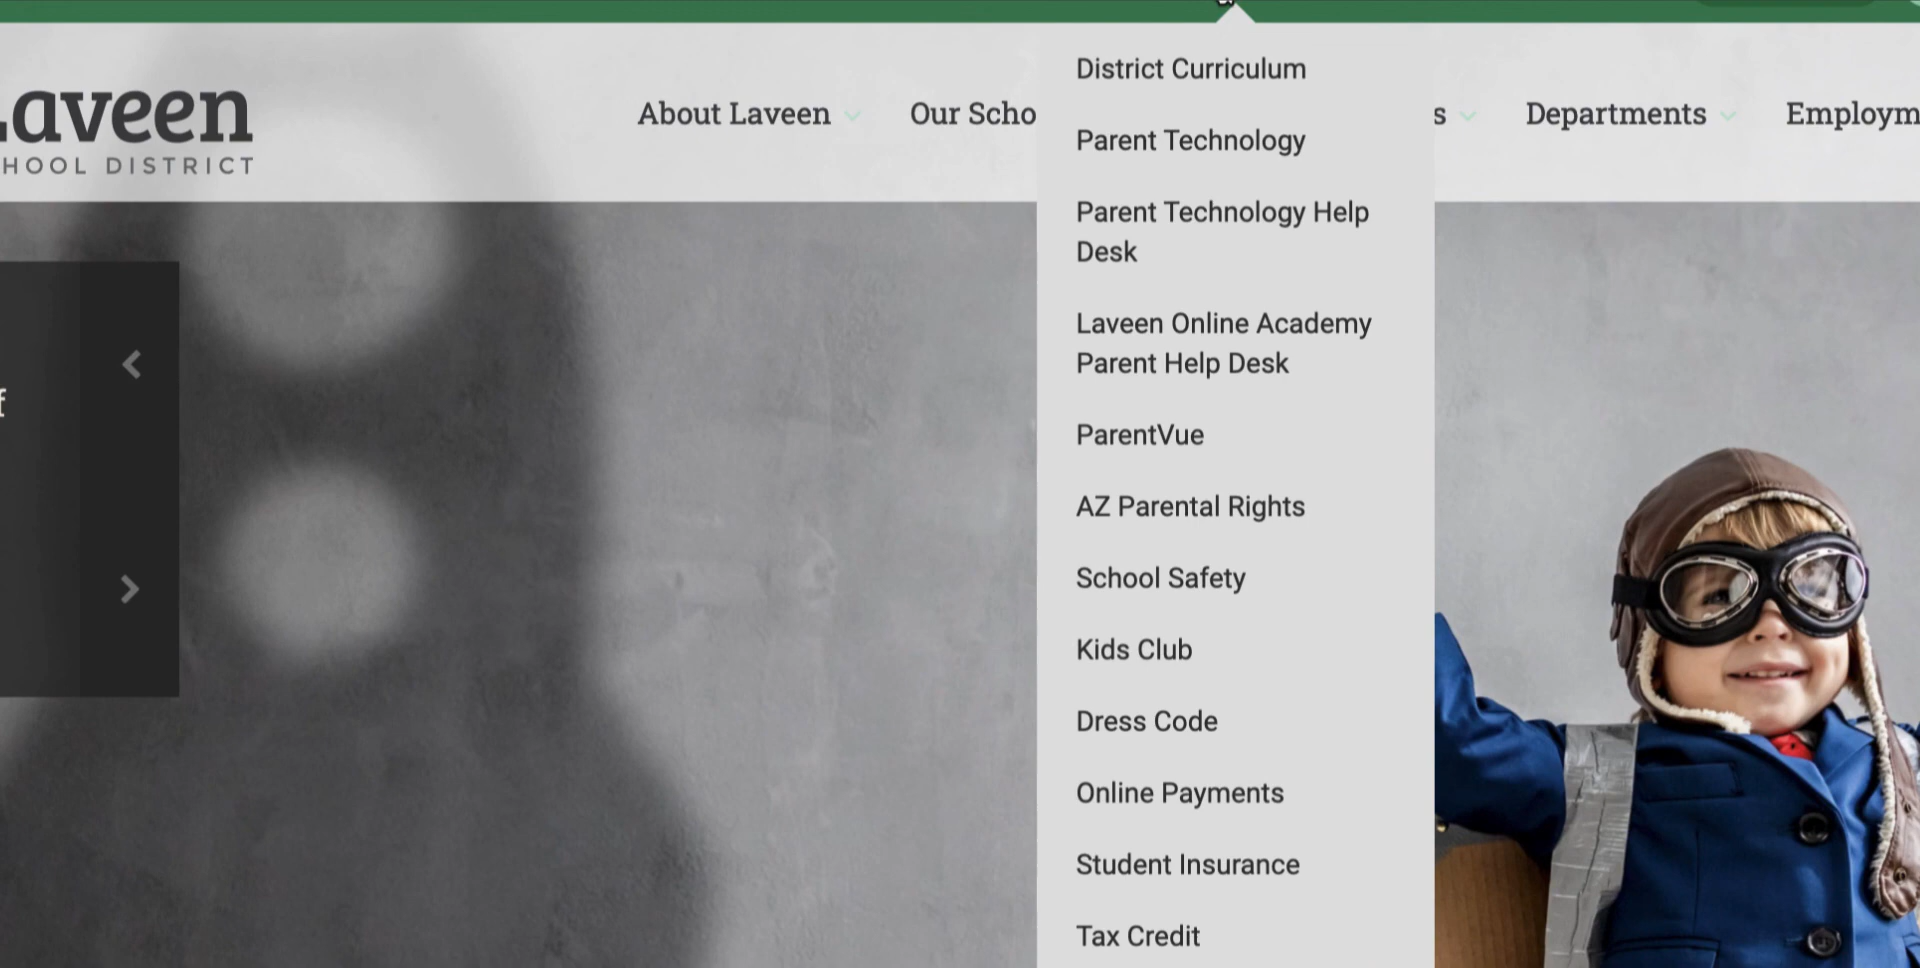 Laveen
HOOL DISTRICT
About Laveen
Our Scho
s
Departments
Employm
District Curriculum
Parent Technology
Parent Technology Help
Desk
Laveen Online Academy
Parent Help Desk
ParentVue
AZ Parental Rights
School Safety
Kids Club
Dress Code
Online Payments
Student Insurance
Tax Credit
f